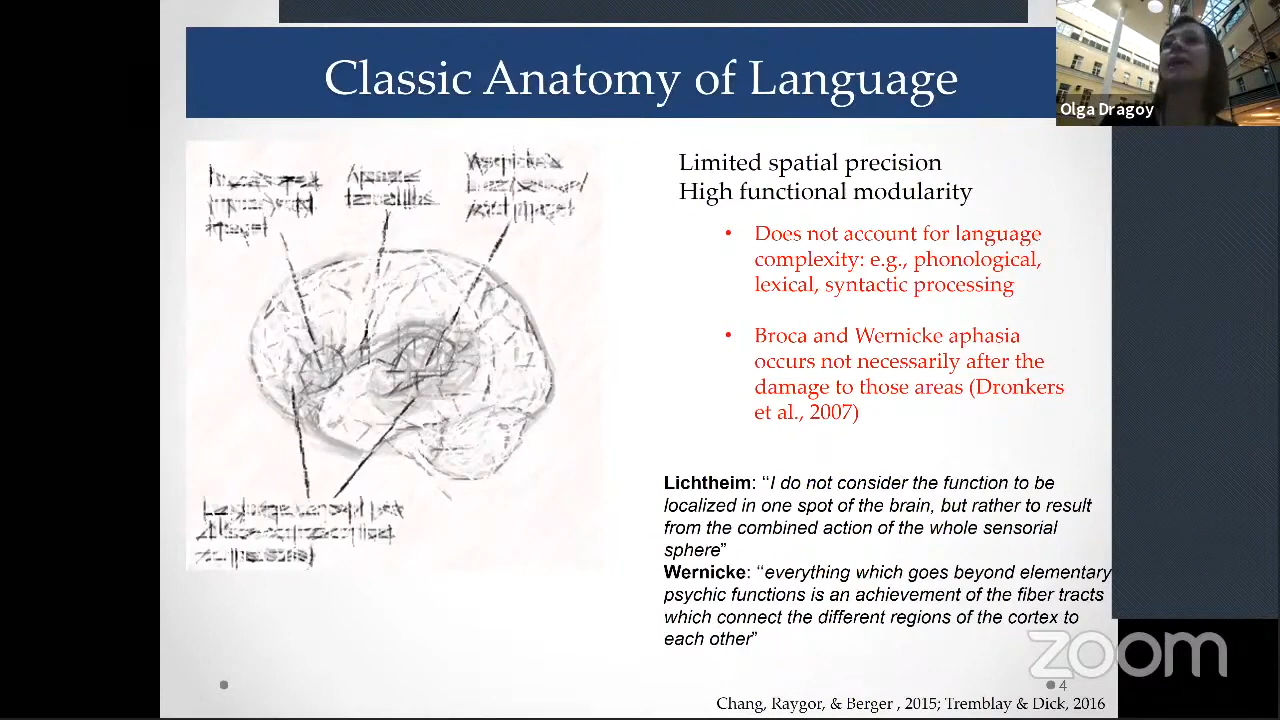 Classic Anatomy of Language
Olga Dragoy
Limited spatial precision
High functional modularity
• Does not account for language
complexity: e.g., phonological,
lexical, syntactic processing
• Broca and Wernicke aphasia
occurs not necessarily after the
damage to those areas (Dronkers
et al., 2007)
Lichtheim: “I do not consider the function to be
localized in one spot of the brain, but rather to result
from the combined action of the whole sensorial
sphere”
Wernicke: “everything which goes beyond elementary
psychic functions is an achievement of the fiber tracts
which connect the different regions of the cortex to
each other”
zoom
4
Chang, Raygor, & Berger , 2015; Tremblay & Dick, 2016